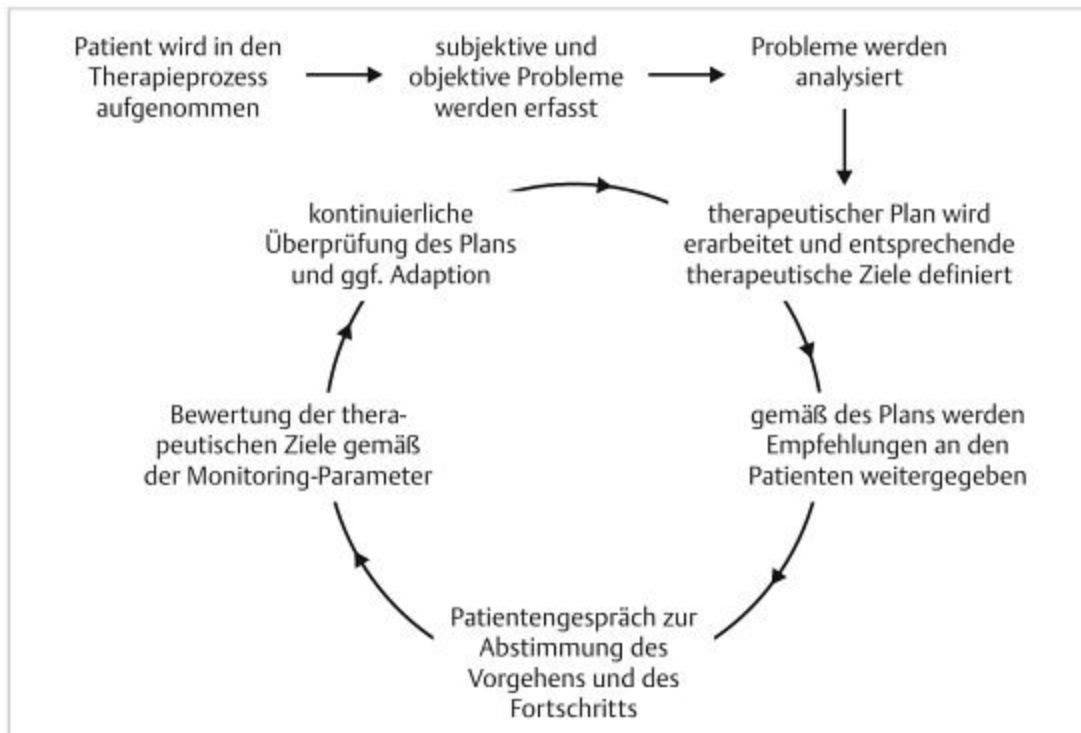 Patient wird in den
Therapieprozess
aufgenommen
subjektive und
objektive Probleme
werden erfasst
Probleme werden
analysiert
therapeutischer Plan wird
erarbeitet und entsprechende
therapeutische Ziele definiert
gemäß des Plans werden
Empfehlungen an den
Patienten weitergegeben
Patientengespräch zur
Abstimmung des
Vorgehens und des
Fortschritts
Bewertung der thera-
peutischen Ziele gemäß
der Monitoring-Parameter
kontinuierliche
Überprüfung des Plans
und ggf. Adaption